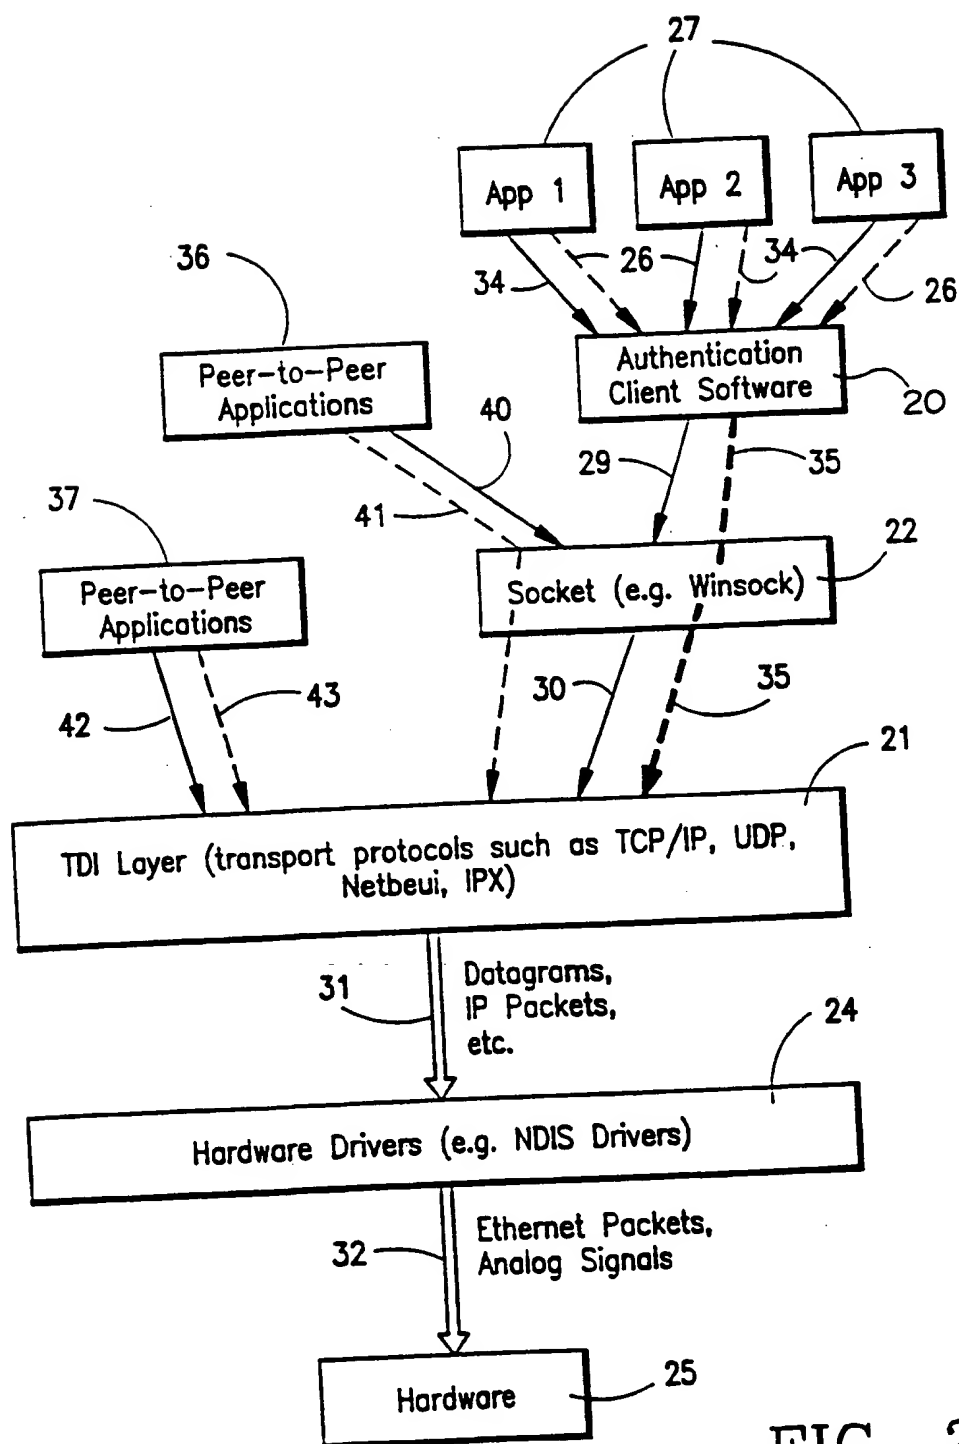 27
App 1
App 2
App 3
36
34
26
34
26
Peer-to-Peer
Applications
Authentication
Client Software
20
40
29
35
41
37
22
Peer-to-Peer
Applications
Socket (e.g. Winsock)
42
43
30
35
21
TDI Layer (transport protocols such as TCP/IP, UDP,
Netbeui, IPX)
31
Datagrams,
IP Packets,
etc.
24
Hardware Drivers (e.g. NDIS Drivers)
32
Ethernet Packets,
Analog Signals
Hardware
25
FIG.